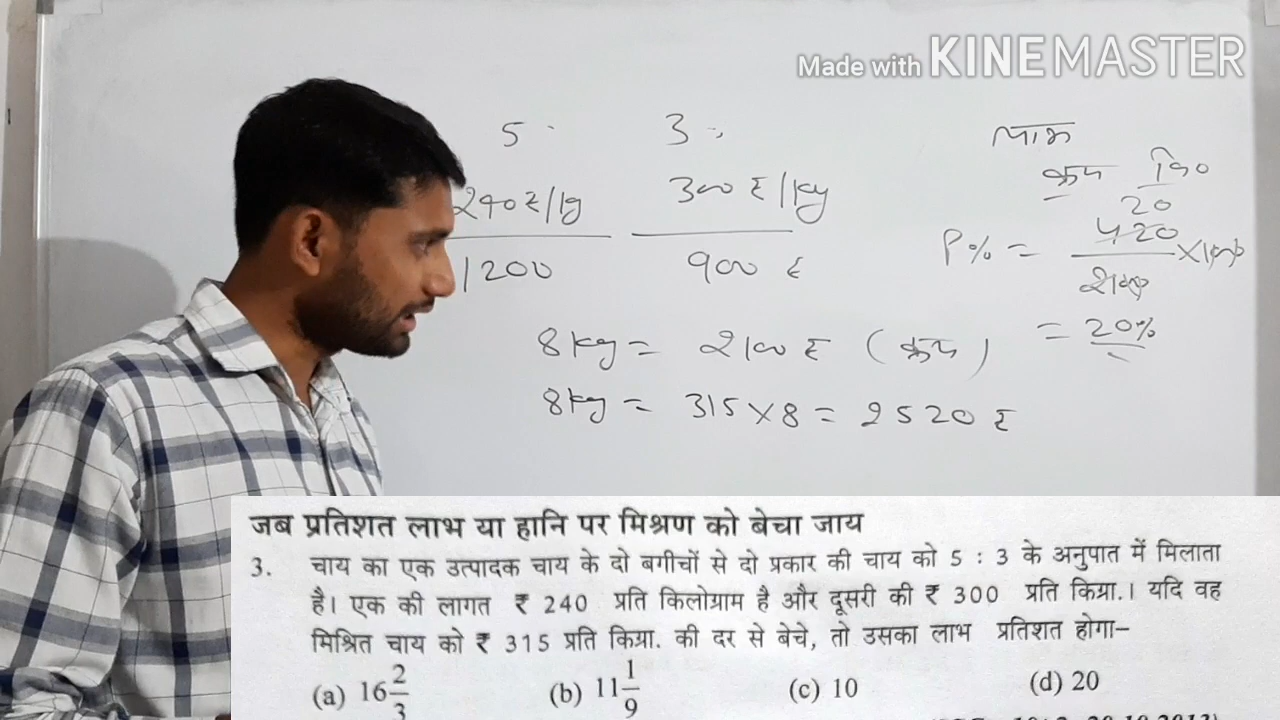 Made with KINEMASTER
5 3
240₹/kg 300₹/kg
1200 900 ₹
8kg = 2100₹ (क्रय)
8kg = 315×8 = 2520₹
लाभ
क्रय वि०
20
P% = 420 ×100
2100
= 20%
जब प्रतिशत लाभ या हानि पर मिश्रण को बेचा जाय
3. चाय का एक उत्पादक चाय के दो बगीचों से दो प्रकार की चाय को 5 : 3 के अनुपात में मिलाता
है। एक की लागत ₹ 240 प्रति किलोग्राम है और दूसरी की ₹ 300 प्रति किग्रा.। यदि वह
मिश्रित चाय को ₹ 315 प्रति किग्रा. की दर से बेचे, तो उसका लाभ प्रतिशत होगा–
(a) 16 2/3 (b) 11 1/9 (c) 10 (d) 20